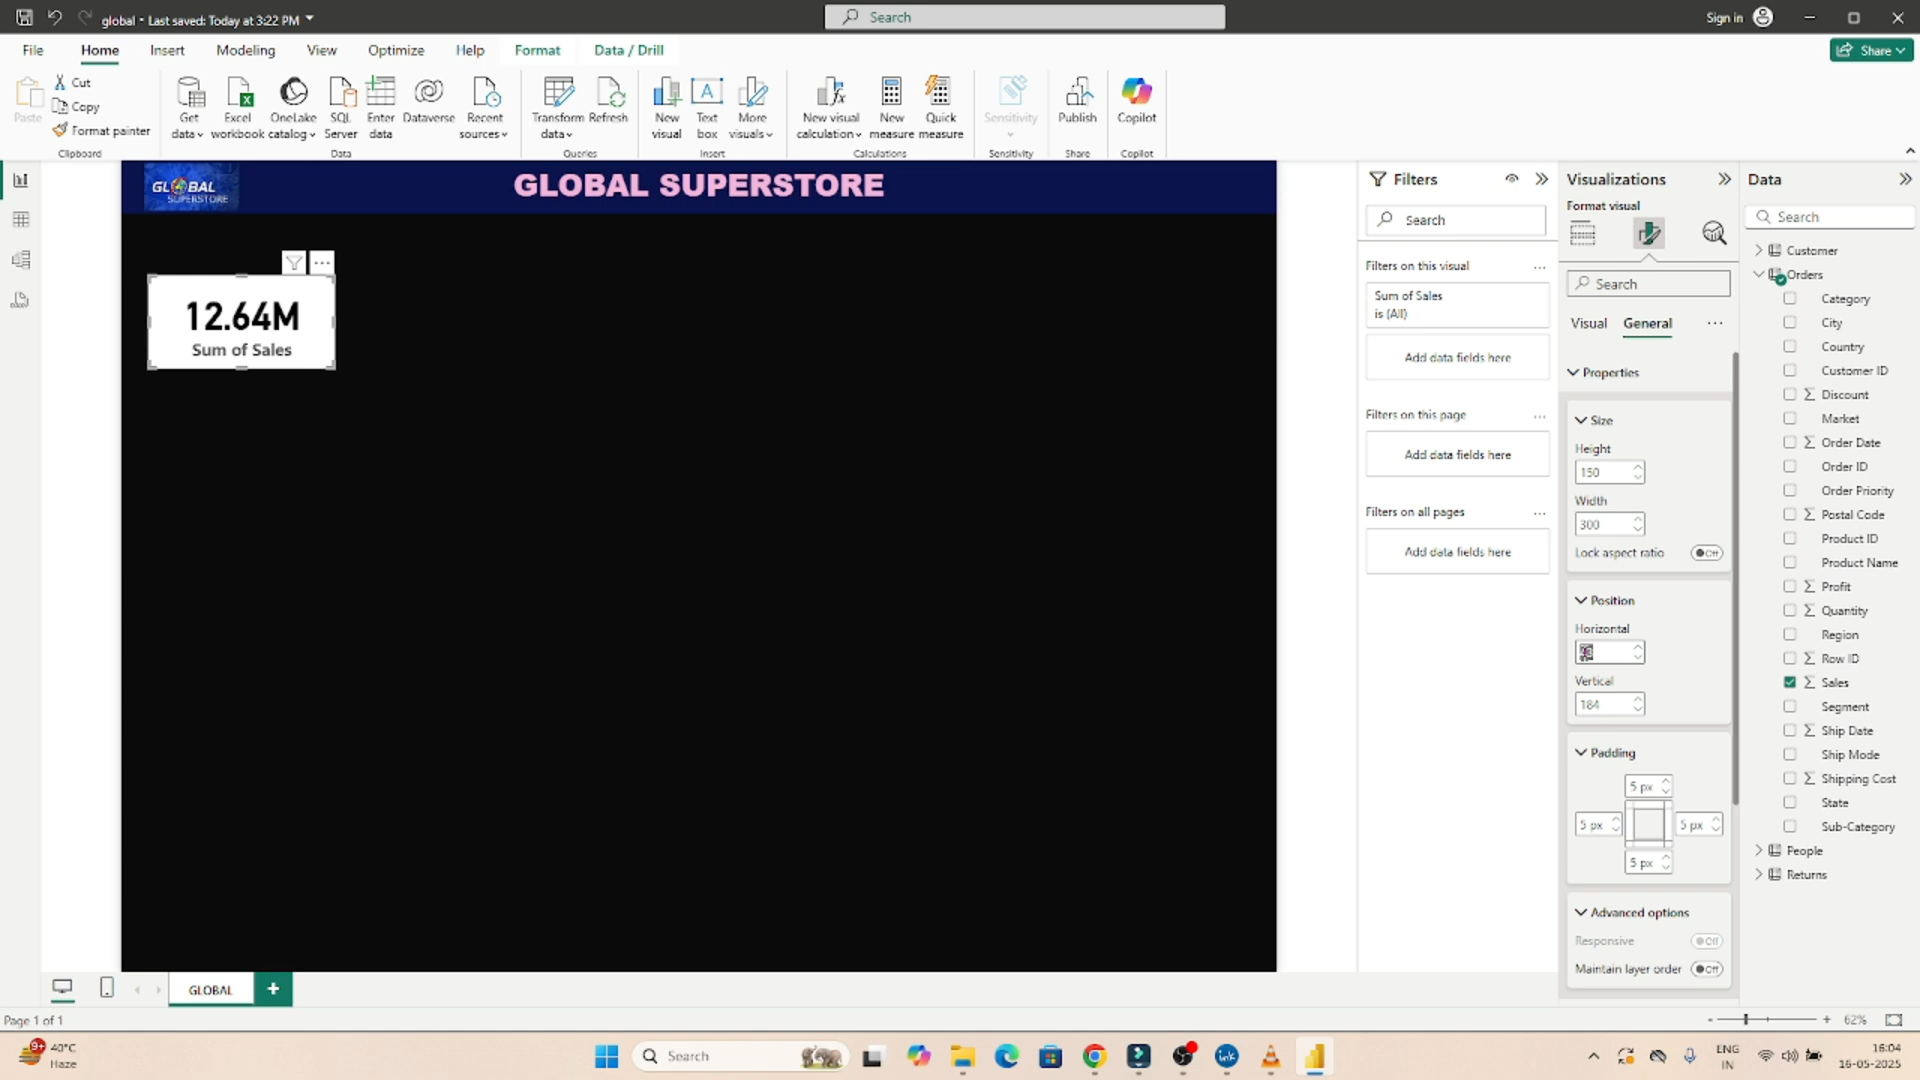 global • Last saved: Today at 3:22 PM
Search
Sign in
File
Home
Insert
Modeling
View
Optimize
Help
Format
Data / Drill
Share
Paste
Cut
Copy
Format painter
Clipboard
Get data
Excel workbook
OneLake catalog
SQL Server
Enter data
Dataverse
Recent sources
Data
Transform data
Refresh
Queries
New visual
Text box
More visuals
Insert
New visual calculation
New measure
Quick measure
Calculations
Sensitivity
Sensitivity
Publish
Share
Copilot
Copilot
GLOBAL
SUPERSTORE
GLOBAL SUPERSTORE
12.64M
Sum of Sales
Filters
Search
Filters on this visual
Sum of Sales
is (All)
Add data fields here
Filters on this page
Add data fields here
Filters on all pages
Add data fields here
Visualizations
Format visual
Search
Visual
General
Properties
Size
Height
150
Width
300
Lock aspect ratio
Off
Position
Horizontal
Vertical
184
Padding
5 px
5 px
5 px
5 px
Advanced options
Responsive
Off
Maintain layer order
Off
Data
Search
Customer
Orders
Category
City
Country
Customer ID
Discount
Market
Order Date
Order ID
Order Priority
Postal Code
Product ID
Product Name
Profit
Quantity
Region
Row ID
Sales
Segment
Ship Date
Ship Mode
Shipping Cost
State
Sub-Category
People
Returns
GLOBAL
Page 1 of 1
62%
9+
40°C
Haze
Search
ink
ENG
IN
16:04
16-05-2025